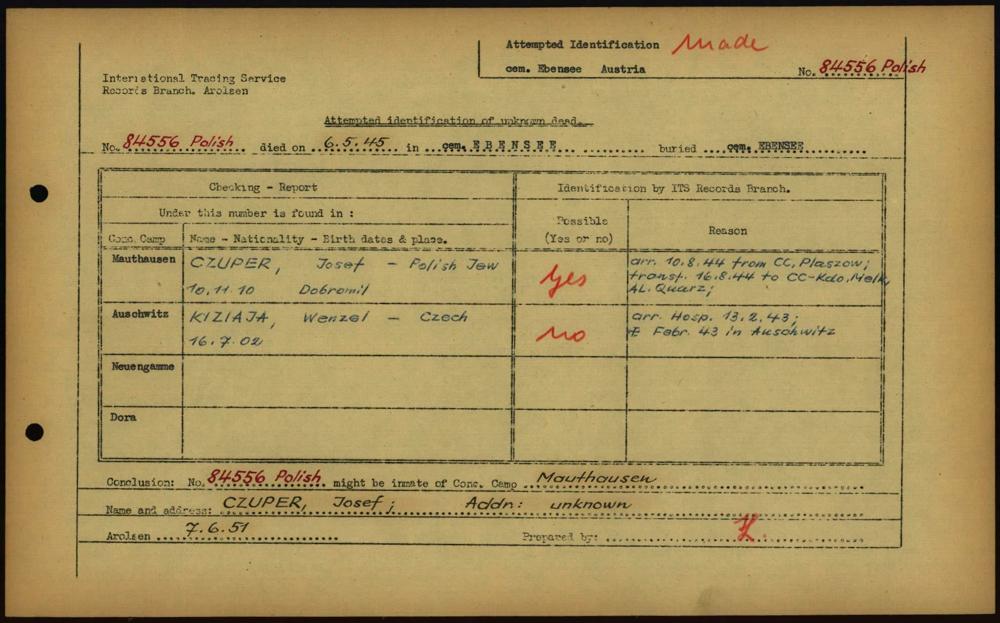 Attempted Identification made
cem. Ebensee Austria No. 84556 Polish
International Tracing Service
Records Branch. Arolsen
Attempted identification of unknown dead.
No. 84556 Polish died on 6.5.45 in cem. EBENSEE buried cem. EBENSEE
Checking - Report Identification by ITS Records Branch.
Under this number is found in :
Conc. Camp Name - Nationality - Birth dates & place. Possible (Yes or no) Reason
Mauthausen CZUPER, Josef - Polish Jew
10.11.10 Dobromil
yes
arr. 10.8.44 from CC, Plaszow;
transf. 16.8.44 to CC-Kdo. Melk,
AL. Quarz;
Auschwitz KIZIAJA, Wenzel - Czech
16.7.02
no
arr. Hosp. 13.2.43;
Febr. 43 in Auschwitz
Neuengamme
Dora
Conclusion: No. 84556 Polish might be inmate of Conc. Camp Mauthausen
Name and address: CZUPER, Josef; Addr: unknown
Arolsen 7.6.51 Prepared by: